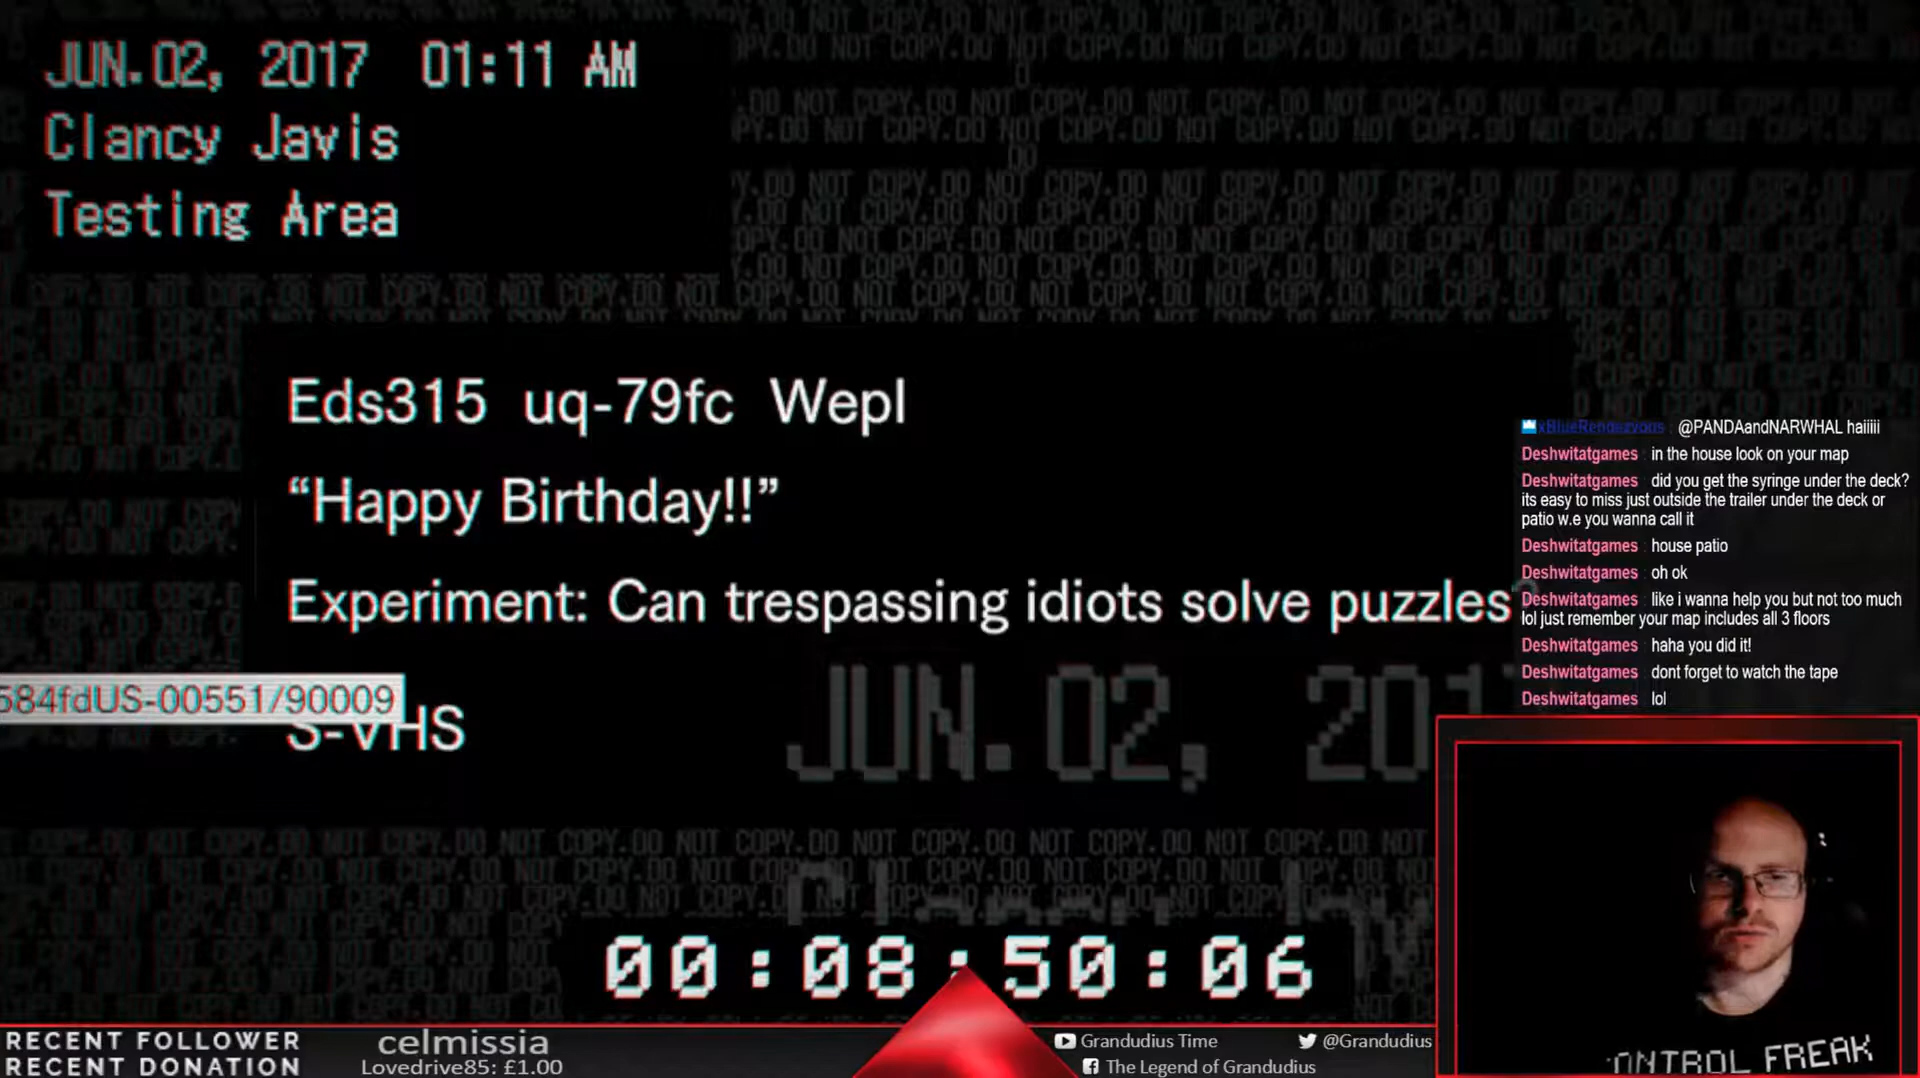 JUN.02, 2017 01:11 AM
Clancy Javis
Testing Area
Eds315 uq-79fc Wepl
“Happy Birthday!!”
Experiment: Can trespassing idiots solve puzzles?
584fdUS-00551/90009
S-VHS
JUN.02, 201
00:08:50:06
xBlueRendezvous : @PANDAandNARWHAL haiiiii
Deshwitatgames : in the house look on your map
Deshwitatgames : did you get the syringe under the deck?
its easy to miss just outside the trailer under the deck or
patio w.e you wanna call it
Deshwitatgames : house patio
Deshwitatgames : oh ok
Deshwitatgames : like i wanna help you but not too much
lol just remember your map includes all 3 floors
Deshwitatgames : haha you did it!
Deshwitatgames : dont forget to watch the tape
Deshwitatgames : lol
ONTROL FREAK
RECENT FOLLOWER celmissia
RECENT DONATION Lovedrive85: £1.00
Grandudius Time @Grandudius
The Legend of Grandudius